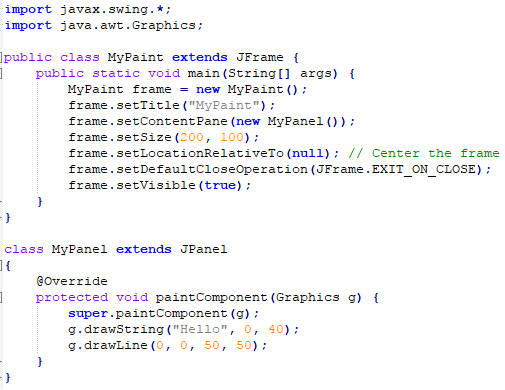 import javax.swing.*;
import java.awt.Graphics;

public class MyPaint extends JFrame {
    public static void main(String[] args) {
        MyPaint frame = new MyPaint();
        frame.setTitle("MyPaint");
        frame.setContentPane(new MyPanel());
        frame.setSize(200, 100);
        frame.setLocationRelativeTo(null); // Center the frame
        frame.setDefaultCloseOperation(JFrame.EXIT_ON_CLOSE);
        frame.setVisible(true);
    }
}

class MyPanel extends JPanel
{
    @Override
    protected void paintComponent(Graphics g) {
        super.paintComponent(g);
        g.drawString("Hello", 0, 40);
        g.drawLine(0, 0, 50, 50);
    }
}